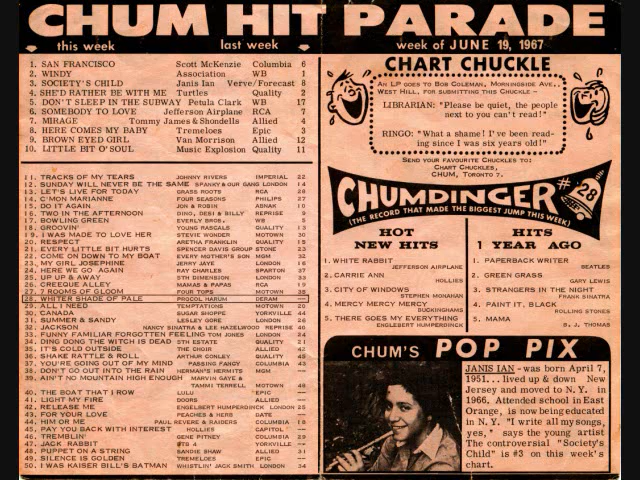 CHUM HIT PARADE
this week
last week
week of JUNE 19, 1967
1. SAN FRANCISCO Scott McKenzie Columbia 6
2. WINDY Association WB 1
3. SOCIETY'S CHILD Janis Ian Verve/Forecast 8
4. SHE'D RATHER BE WITH ME Turtles Quality 2
5. DON'T SLEEP IN THE SUBWAY Petula Clark WB 17
6. SOMEBODY TO LOVE Jefferson Airplane RCA 7
7. MIRAGE Tommy James & Shondells Allied 4
8. HERE COMES MY BABY Tremeloes Epic 3
9. BROWN EYED GIRL Van Morrison Allied 12
10. LITTLE BIT O'SOUL Music Explosion Quality 11
11. TRACKS OF MY TEARS JOHNNY RIVERS IMPERIAL 22
12. SUNDAY WILL NEVER BE THE SAME SPANKY & OUR GANG LONDON 14
13. LET'S LIVE FOR TODAY GRASS ROOTS RCA 28
14. C'MON MARIANNE FOUR SEASONS PHILIPS 27
15. DO IT AGAIN JON & ROBIN ABNAK 10
16. TWO IN THE AFTERNOON DINO, DESI & BILLY REPRISE 9
17. BOWLING GREEN EVERLY BROS. WB
18. GROOVIN' YOUNG RASCALS QUALITY 13
19. I WAS MADE TO LOVE HER STEVIE WONDER MOTOWN 30
20. RESPECT ARETHA FRANKLIN QUALITY 15
21. EVERY LITTLE BIT HURTS SPENCER DAVIS GROUP STONE 23
22. COME ON DOWN TO MY BOAT EVERY MOTHER'S SON MGM 32
23. MY GIRL JOSEPHINE JERRY JAYE LONDON 16
24. HERE WE GO AGAIN RAY CHARLES SPARTON 37
25. UP UP & AWAY 5TH DIMENSION LONDON 33
26. CREEQUE ALLEY MAMAS & PAPAS RCA 19
27. 7 ROOMS OF GLOOM FOUR TOPS MOTOWN 38
28. WHITER SHADE OF PALE PROCOL HARUM DERAM ---
29. ALL I NEED TEMPTATIONS MOTOWN 20
30. CANADA SUGAR SHOPPE YORKVILLE 44
31. SUMMER & SANDY LESLEY GORE LONDON
32. JACKSON NANCY SINATRA & LEE HAZELWOOD REPRISE 46
33. FUNNY FAMILIAR FORGOTTEN FEELING TOM JONES LONDON
34. DING DONG THE WITCH IS DEAD 5TH ESTATE QUALITY 21
35. IT'S COLD OUTSIDE THE CHOIR ALLIED 42
36. SHAKE RATTLE & ROLL ARTHUR CONLEY QUALITY 45
37. YOU'RE GOING OUT OF MY MIND PASSING FANCY COLUMBIA 43
38. DON'T GO OUT INTO THE RAIN HERMAN'S HERMITS MGM ---
39. AIN'T NO MOUNTAIN HIGH ENOUGH MARVIN GAYE &
TAMMI TERRELL MOTOWN 48
40. THE BOAT THAT I ROW LULU EPIC
41. LIGHT MY FIRE DOORS ALLIED ---
42. RELEASE ME ENGELBERT HUMPERDINCK LONDON 25
43. FOR YOUR LOVE PEACHES & HERB GATE
44. HIM OR ME PAUL REVERE & RAIDERS COLUMBIA 18
45. PAY YOU BACK WITH INTEREST HOLLIES CAPITOL ---
46. TREMBLIN' GENE PITNEY COLUMBIA 29
47. JACK RABBIT YORKVILLE
48. PUPPET ON A STRING SANDIE SHAW ALLIED 31
49. SILENCE IS GOLDEN TREMELOES EPIC ---
50. I WAS KAISER BILL'S BATMAN WHISTLIN' JACK SMITH LONDON 34
CHART CHUCKLE
AN LP GOES TO BOB COLEMAN, MORNINGSIDE AVE.,
WEST HILL, FOR SUBMITTING THIS CHUCKLE -
LIBRARIAN: "Please be quiet, the people
next to you can't read!"
RINGO: "What a shame! I've been read-
ing since I was six years old!"
SEND YOUR FAVOURITE CHUCKLES TO:
CHART CHUCKLES,
CHUM, TORONTO 7.
CHUMDINGER #28
(THE RECORD THAT MADE THE BIGGEST JUMP THIS WEEK)
HOT
NEW HITS
1. WHITE RABBIT
JEFFERSON AIRPLANE
2. CARRIE ANN
HOLLIES
3. CITY OF WINDOWS
STEPHEN MONAHAN
4. MERCY MERCY MERCY
BUCKINGHAMS
5. THERE GOES MY EVERYTHING
ENGLEBERT HUMPERDINCK
HITS
1 YEAR AGO
1. PAPERBACK WRITER
BEATLES
2. GREEN GRASS
GARY LEWIS
3. STRANGERS IN THE NIGHT
FRANK SINATRA
4. PAINT IT, BLACK
ROLLING STONES
5. MAMA
B. J. THOMAS
CHUM'S POP PIX
JANIS IAN - was born April 7,
1951... lived up & down New
Jersey and moved to N. Y. in
1966. Attended school in East
Orange, is now being educated
in N. Y. "I write all my songs,
yes," says the young artist
The controversial "Society's
Child" is #3 on this week's
chart.